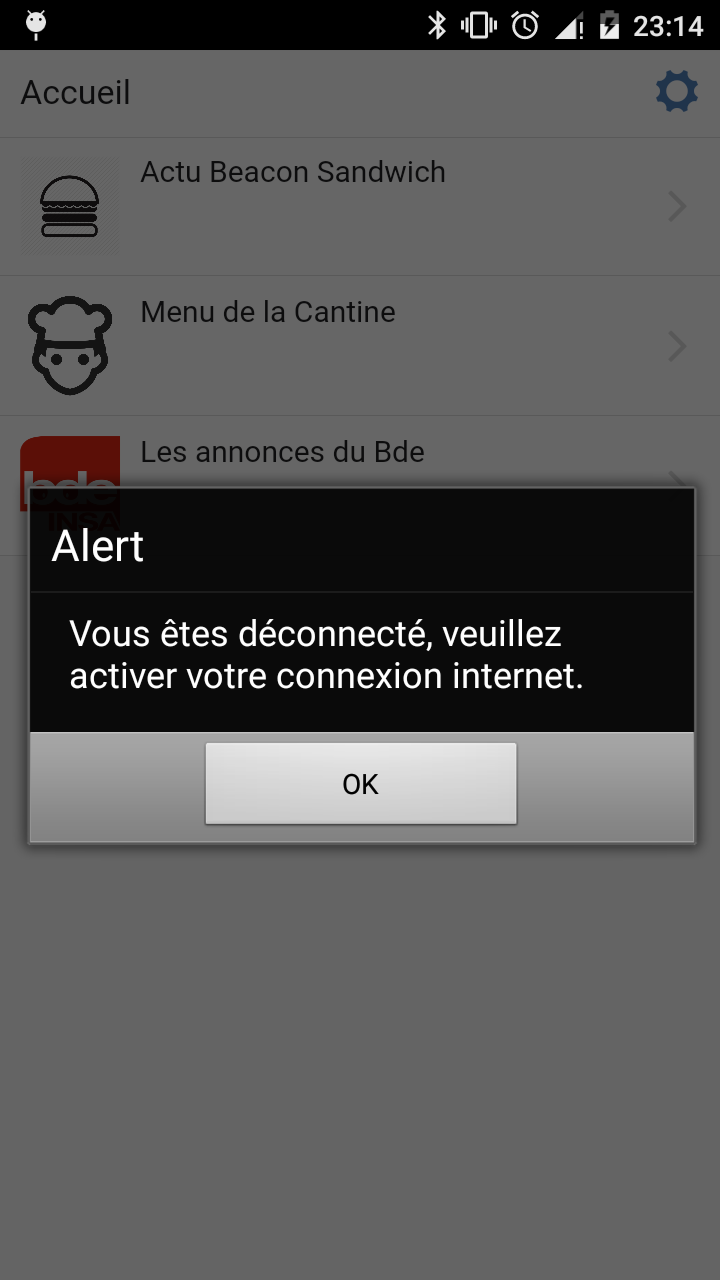 23:14
Accueil
Actu Beacon Sandwich
Menu de la Cantine
Les annonces du Bde
bde
INSA
Alert
Vous êtes déconnecté, veuillez
activer votre connexion internet.
OK